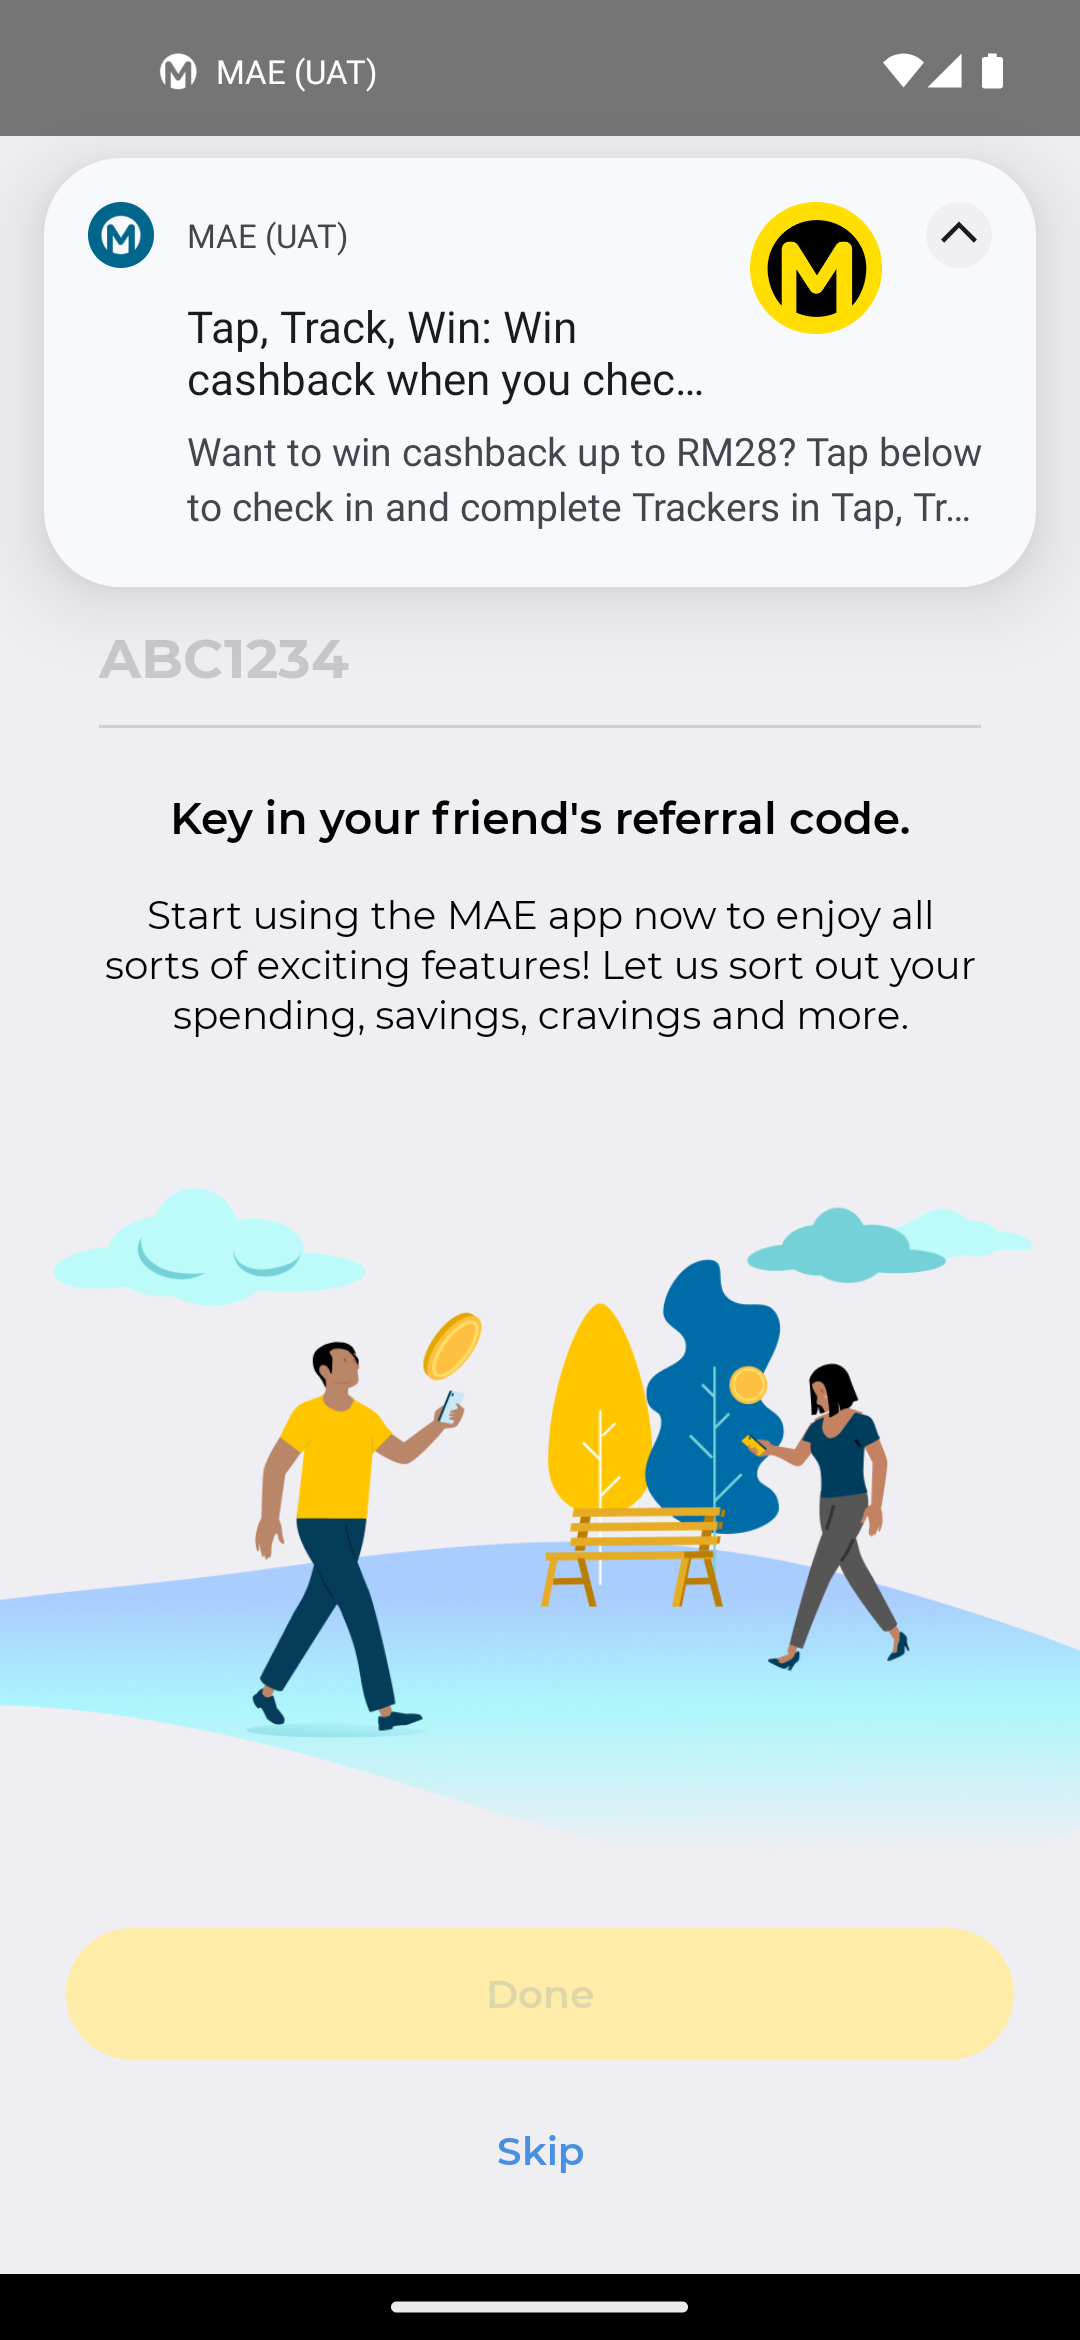 MAE (UAT)
MAE (UAT)
Tap, Track, Win: Win
cashback when you chec...
Want to win cashback up to RM28? Tap below
to check in and complete Trackers in Tap, Tr...
ABC1234
Key in your friend's referral code.
Start using the MAE app now to enjoy all
sorts of exciting features! Let us sort out your
spending, savings, cravings and more.
Done
Skip